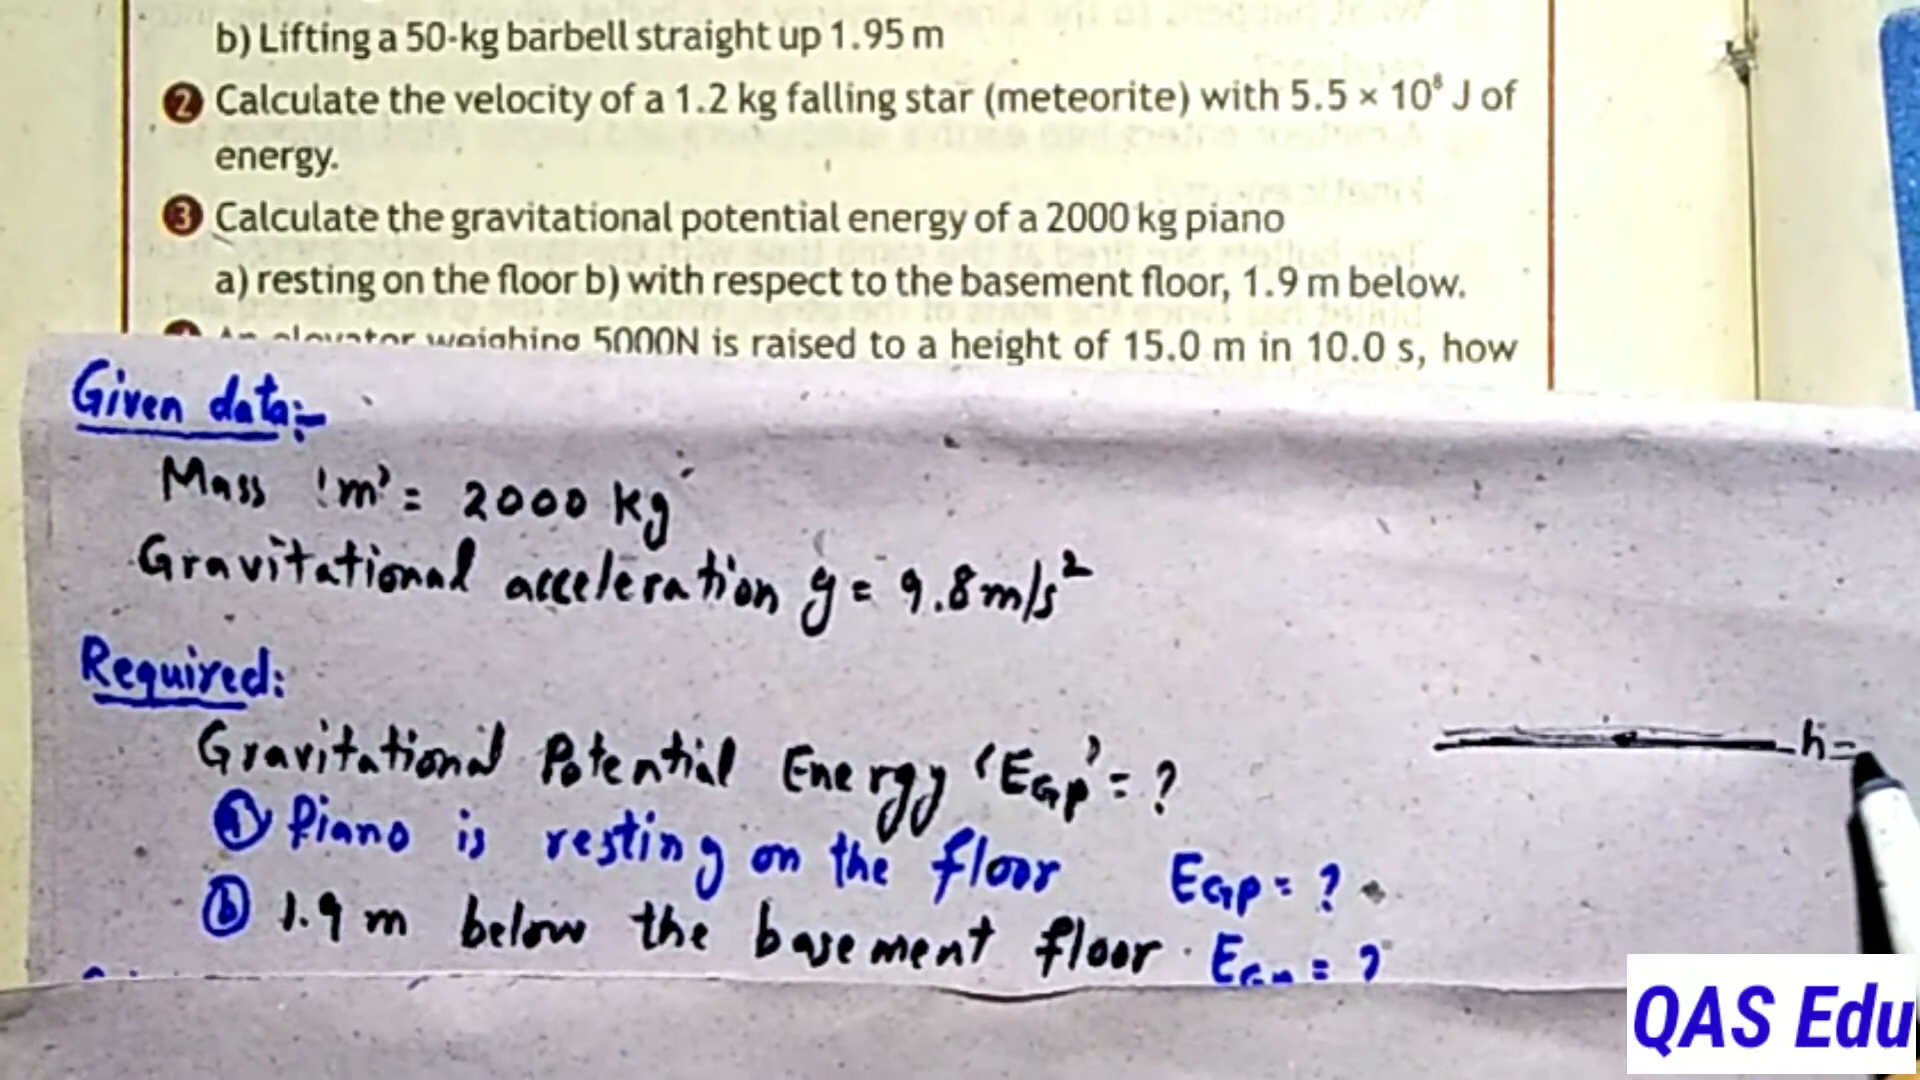 b) Lifting a 50-kg barbell straight up 1.95 m
2 Calculate the velocity of a 1.2 kg falling star (meteorite) with 5.5 × 10⁸ J of
energy.
3 Calculate the gravitational potential energy of a 2000 kg piano
a) resting on the floor b) with respect to the basement floor, 1.9 m below.
An elevator weighing 5000N is raised to a height of 15.0 m in 10.0 s, how
Given data:-
Mass 'm' = 2000 kg
Gravitational acceleration g = 9.8 m/s²
Required:
Gravitational Potential Energy 'EGP' = ?
h=
a) Piano is resting on the floor EGP = ?
b) 1.9 m below the basement floor. EGP = ?
QAS Edu